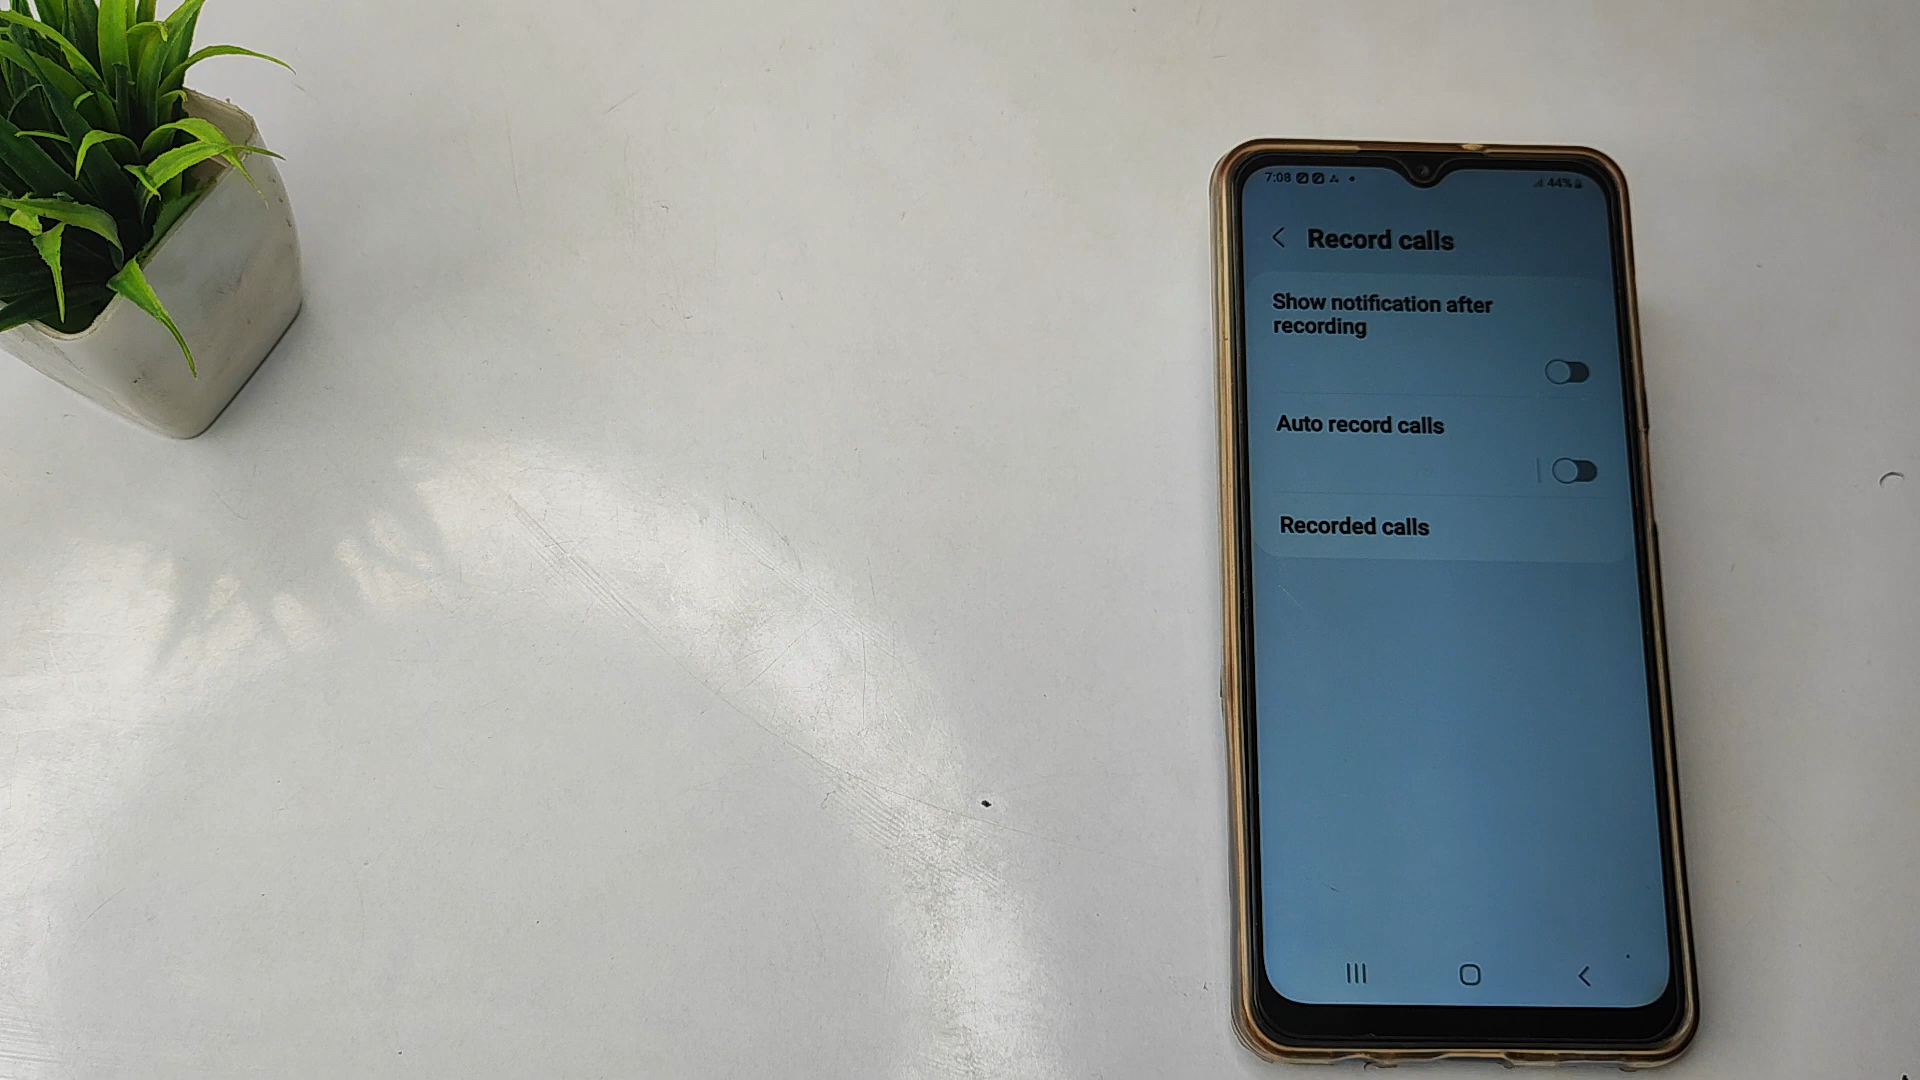 7:08
44%
Record calls
Show notification after
recording
Auto record calls
Recorded calls